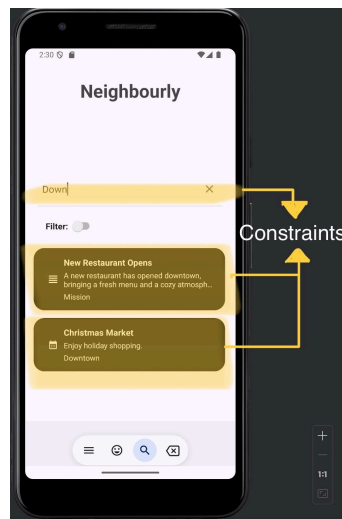 2:30
Neighbourly
Down
Filter:
Constraints
New Restaurant Opens
A new restaurant has opened downtown,
bringing a fresh menu and a cozy atmosph...
Mission
Christmas Market
Enjoy holiday shopping.
Downtown
1:1